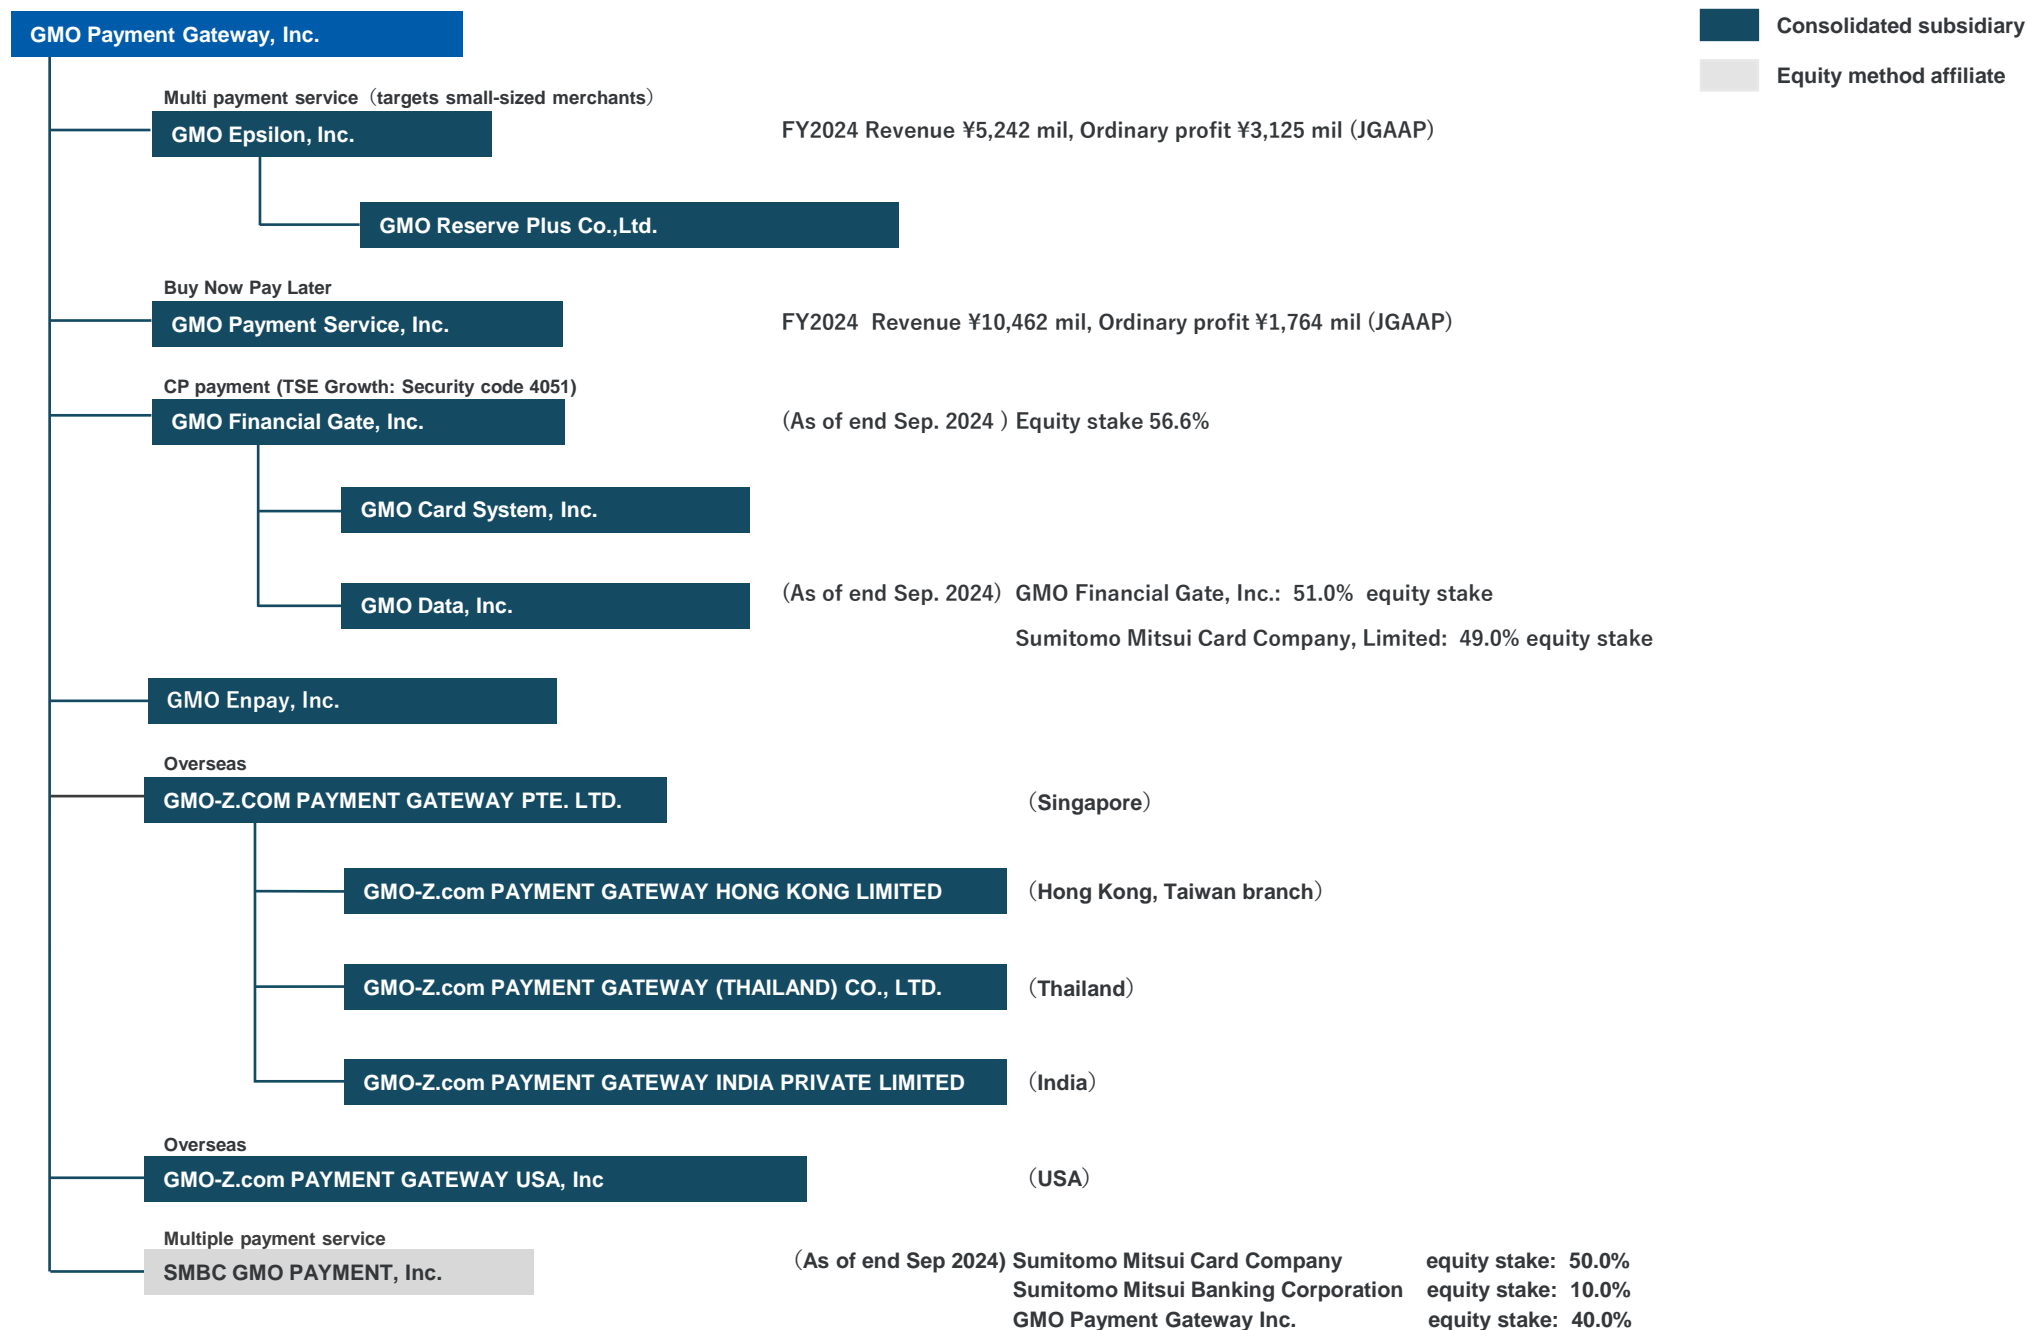 GMO Payment Gateway, Inc.
Consolidated subsidiary
Equity method affiliate
Multi payment service（targets small-sized merchants）
GMO Epsilon, Inc.
FY2024 Revenue ¥5,242 mil, Ordinary profit ¥3,125 mil (JGAAP)
GMO Reserve Plus Co.,Ltd.
Buy Now Pay Later
GMO Payment Service, Inc.
FY2024  Revenue ¥10,462 mil, Ordinary profit ¥1,764 mil (JGAAP)
CP payment (TSE Growth: Security code 4051)
GMO Financial Gate, Inc.
(As of end Sep. 2024 ) Equity stake 56.6%
GMO Card System, Inc.
GMO Data, Inc.
(As of end Sep. 2024)  GMO Financial Gate, Inc.:  51.0%  equity stake
Sumitomo Mitsui Card Company, Limited:  49.0% equity stake
GMO Enpay, Inc.
Overseas
GMO-Z.COM PAYMENT GATEWAY PTE. LTD.
（Singapore）
GMO-Z.com PAYMENT GATEWAY HONG KONG LIMITED
（Hong Kong, Taiwan branch）
GMO-Z.com PAYMENT GATEWAY (THAILAND) CO., LTD.
（Thailand）
GMO-Z.com PAYMENT GATEWAY INDIA PRIVATE LIMITED
（India）
Overseas
GMO-Z.com PAYMENT GATEWAY USA, Inc
（USA）
Multiple payment service
SMBC GMO PAYMENT, Inc.
（As of end Sep 2024) Sumitomo Mitsui Card Company equity stake:  50.0%
Sumitomo Mitsui Banking Corporation equity stake:  10.0%
GMO Payment Gateway Inc. equity stake:  40.0%